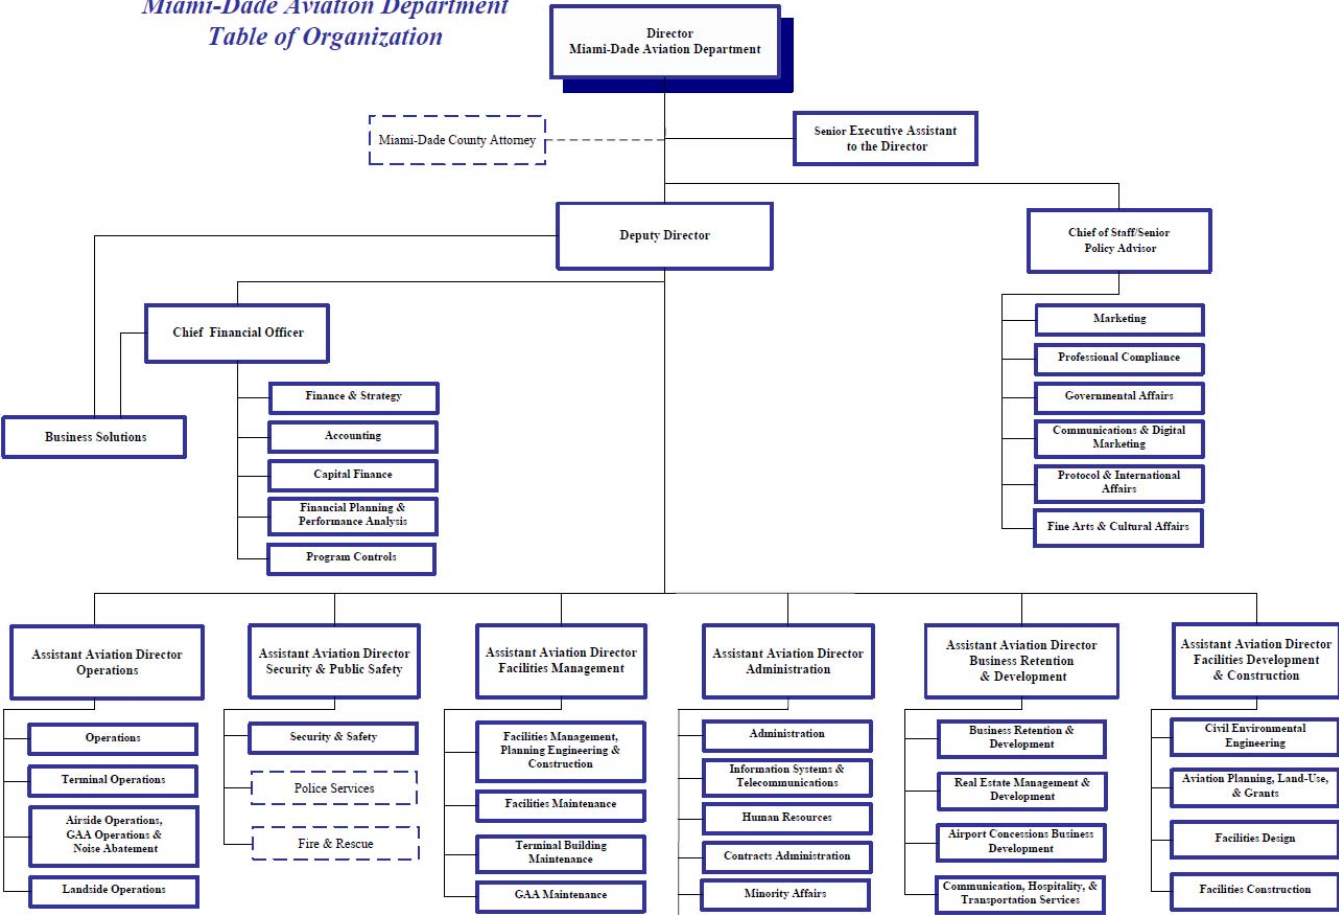 Miami-Dade Aviation Department
Table of Organization
Director
Miami-Dade Aviation Department
Miami-Dade County Attorney
Senior Executive Assistant
to the Director
Deputy Director
Chief of Staff/Senior
Policy Advisor
Chief Financial Officer
Business Solutions
Finance & Strategy
Accounting
Capital Finance
Financial Planning &
Performance Analysis
Program Controls
Marketing
Professional Compliance
Governmental Affairs
Communications & Digital
Marketing
Protocol & International
Affairs
Fine Arts & Cultural Affairs
Assistant Aviation Director
Operations
Operations
Terminal Operations
Airside Operations,
GAA Operations &
Noise Abatement
Landside Operations
Assistant Aviation Director
Security & Public Safety
Security & Safety
Police Services
Fire & Rescue
Assistant Aviation Director
Facilities Management
Facilities Management,
Planning Engineering &
Construction
Facilities Maintenance
Terminal Building
Maintenance
GAA Maintenance
Assistant Aviation Director
Administration
Administration
Information Systems &
Telecommunications
Human Resources
Contracts Administration
Minority Affairs
Assistant Aviation Director
Business Retention
& Development
Business Retention &
Development
Real Estate Management &
Development
Airport Concessions Business
Development
Communication, Hospitality, &
Transportation Services
Assistant Aviation Director
Facilities Development
& Construction
Civil Environmental
Engineering
Aviation Planning, Land-Use,
& Grants
Facilities Design
Facilities Construction